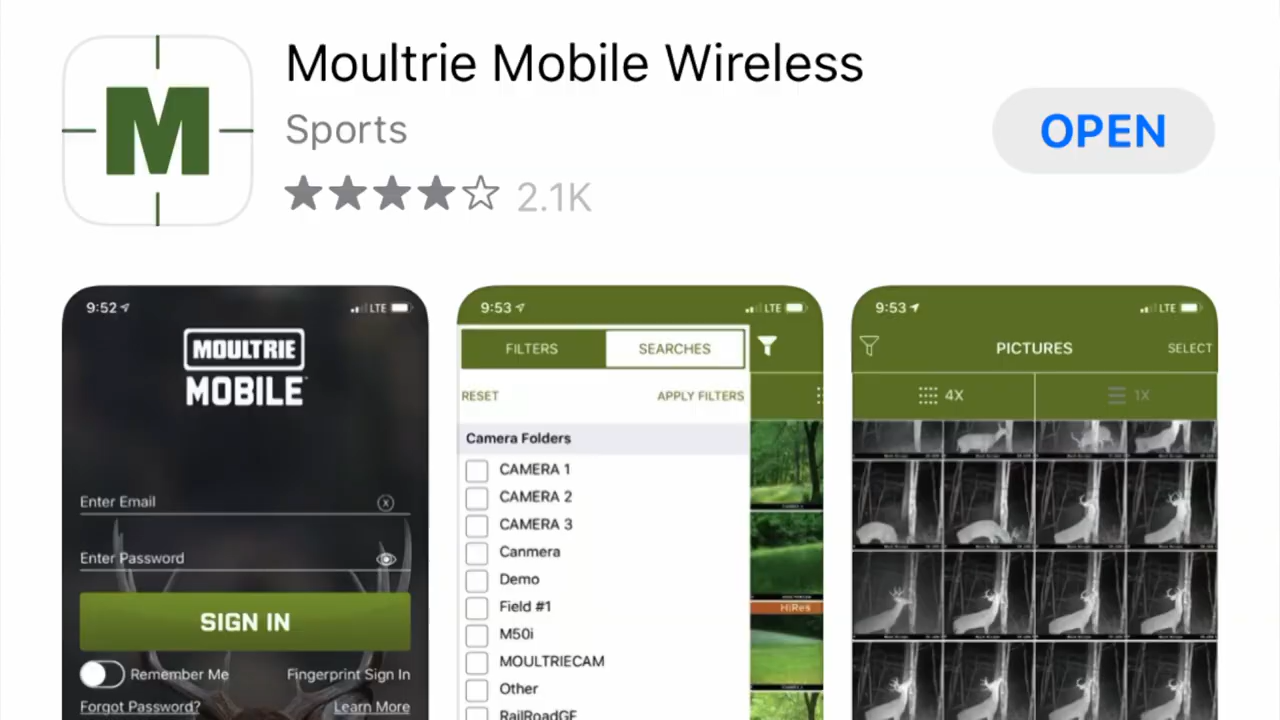 M
Moultrie Mobile Wireless
Sports
2.1K
OPEN
9:52
LTE
MOULTRIE
MOBILE
Enter Email
Enter Password
SIGN IN
Remember Me
Fingerprint Sign In
Forgot Password?
Learn More
9:53
LTE
FILTERS
SEARCHES
RESET
APPLY FILTERS
Camera Folders
CAMERA 1
CAMERA 2
CAMERA 3
Canmera
Demo
Field #1
M50i
MOULTRIECAM
Other
RailRoadGF
HiRes
9:53
LTE
PICTURES
SELECT
4X
1X